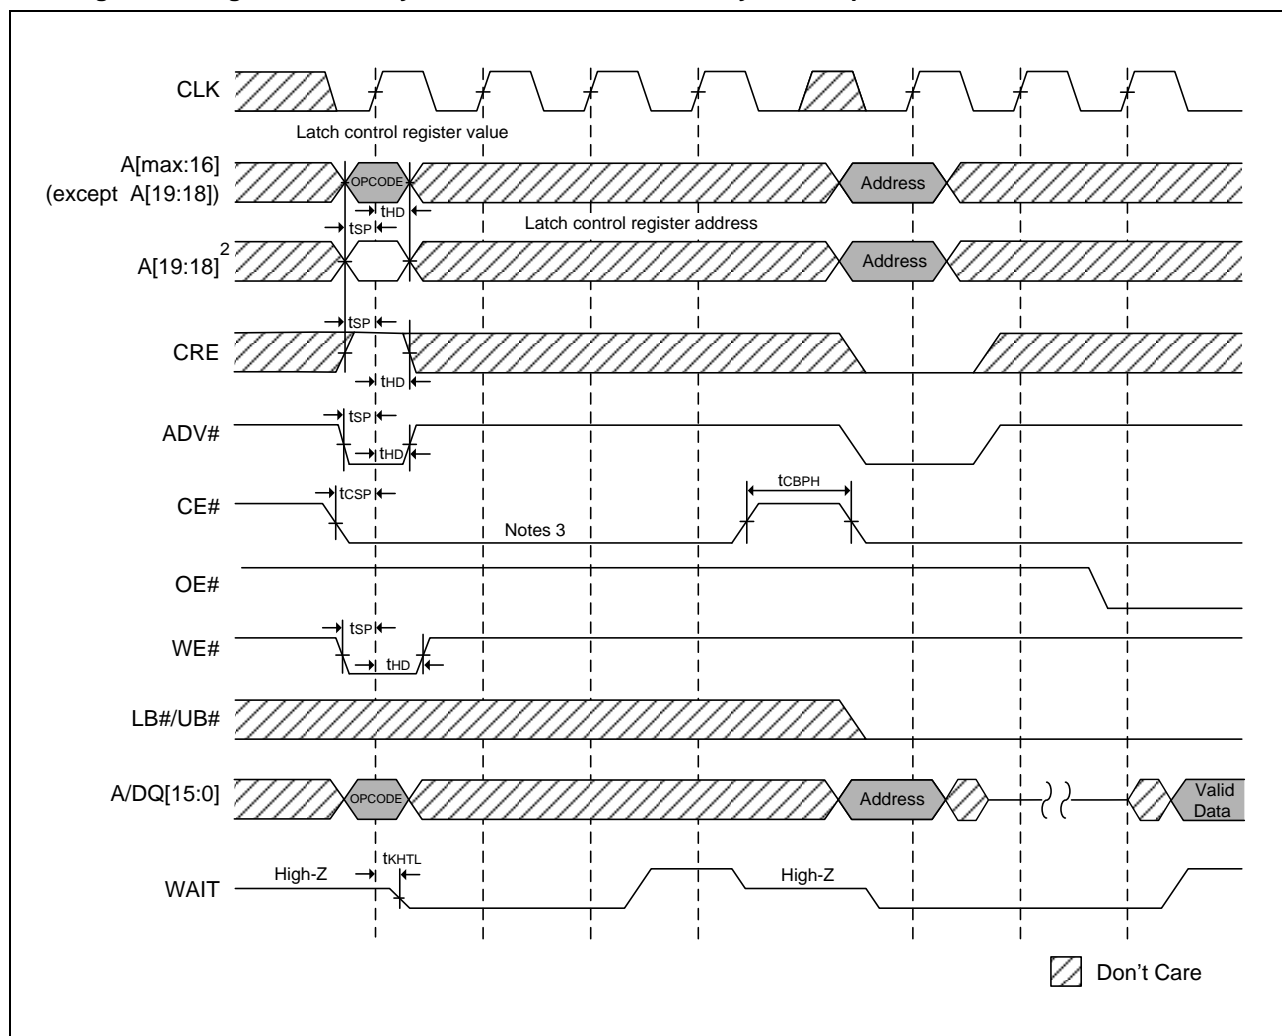 CLK
Latch control register value
A[max:16]
(except A[19:18])
OPCODE
Address
tHD
tSP
Latch control register address
A[19:18]2
Address
tSP
CRE
tHD
tSP
ADV#
tHD
tCSP
tCBPH
CE#
Notes 3
OE#
tSP
WE#
tHD
LB#/UB#
A/DQ[15:0]
OPCODE
Address
Valid
Data
tKHTL
High-Z
High-Z
WAIT
Don't Care